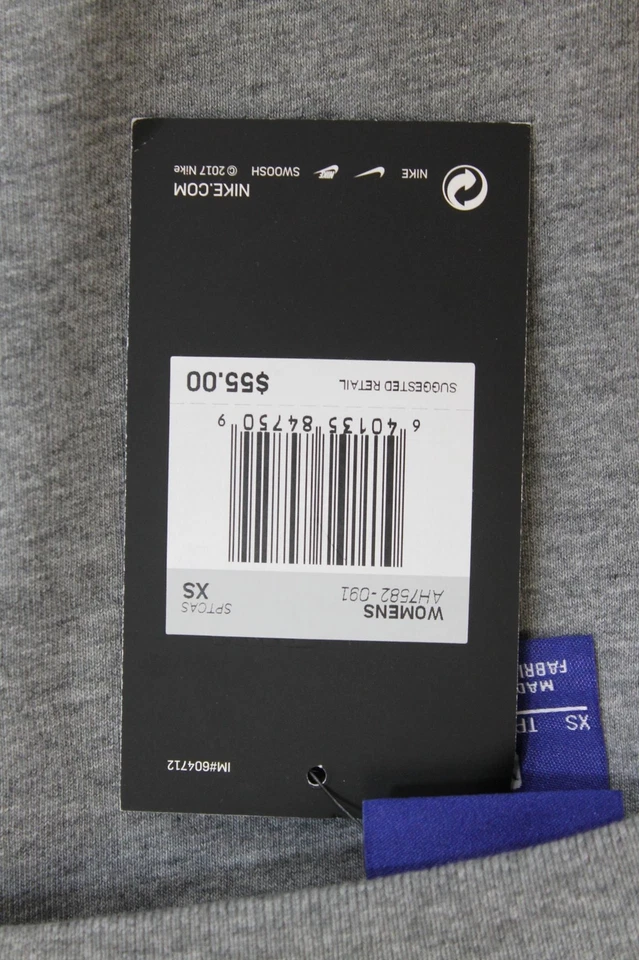 WOMENS SPTCAS
AH7582-091 XS
6 40135 84750 9
SUGGESTED RETAIL $55.00
NIKE.COM
NIKE SWOOSH © 2017 Nike
IM#604712
XS